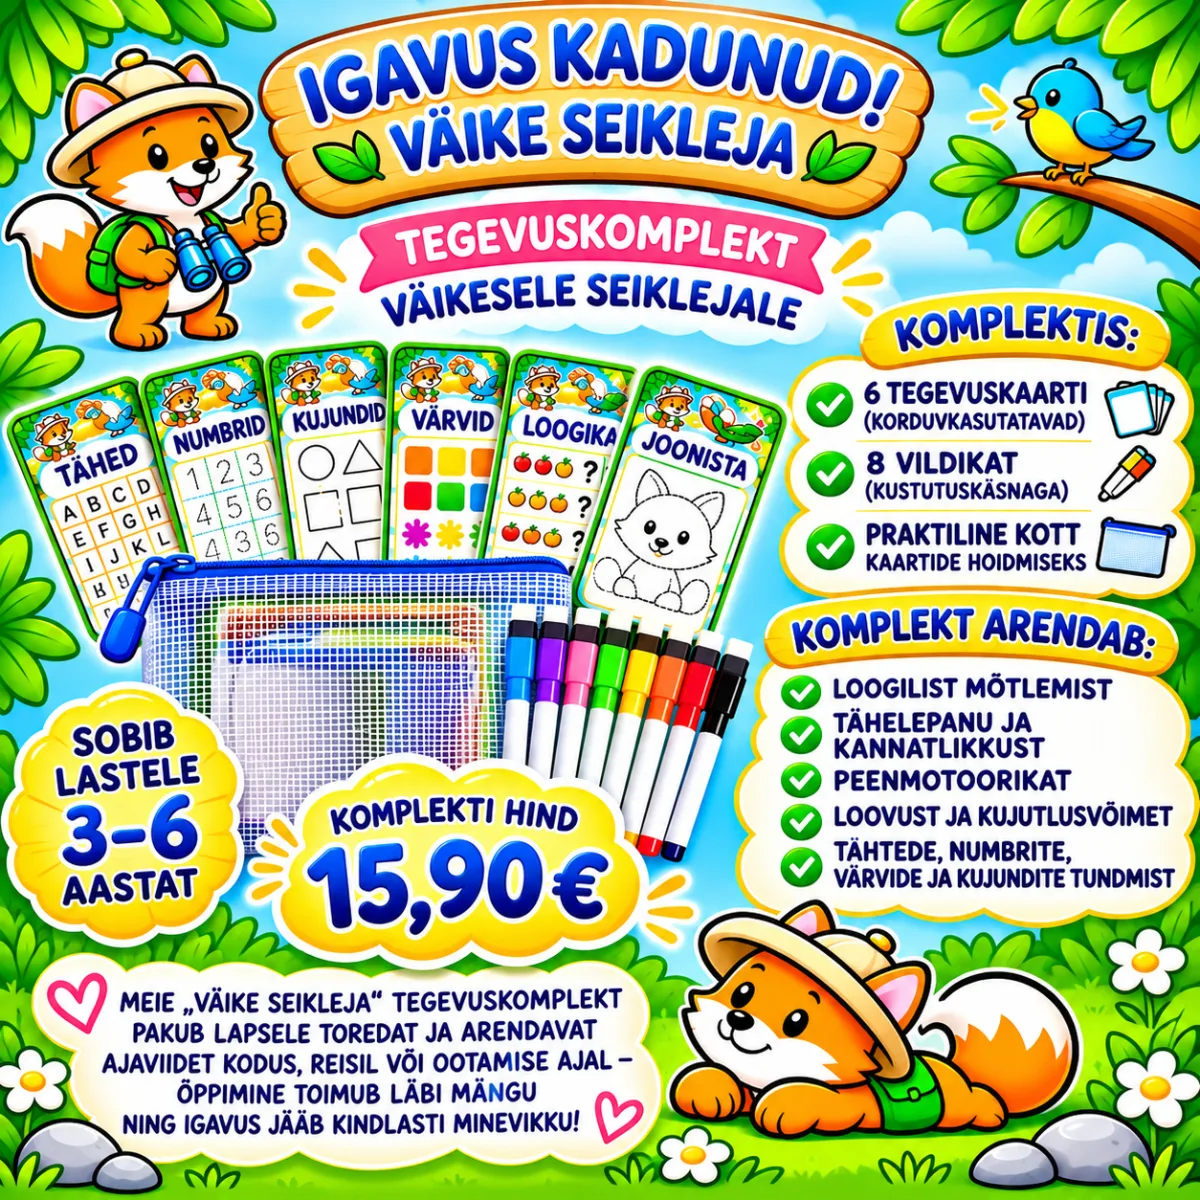 IGAVUS KADUNUD!
VÄIKE SEIKLEJA
TEGEVUSKOMPLEKT
VÄIKESELE SEIKLEJALE
TÄHED
A B C D
E F G H
I J K L
NUMBRID
1 2 3
4 5 6
4 3 6
KUJUNDID
VÄRVID
LOOGIKA
?
?
?
JOONISTA
KOMPLEKTIS:
6 TEGEVUSKAARTI
(KORDUVKASUTATAVAD)
8 VILDIKAT
(KUSTUTUSKÄSNAGA)
PRAKTILINE KOTT
KAARTIDE HOIDMISEKS
KOMPLEKT ARENDAB:
LOOGILIST MÕTLEMIST
TÄHELEPANU JA
KANNATLIKKUST
PEENMOTOORIKAT
LOOVUST JA KUJUTLUSVÕIMET
TÄHTEDE, NUMBRITE,
VÄRVIDE JA KUJUNDITE TUNDMIST
SOBIB
LASTELE
3–6
AASTAT
KOMPLEKTI HIND
15,90 €
MEIE „VÄIKE SEIKLEJA“ TEGEVUSKOMPLEKT
PAKUB LAPSELE TOREDAT JA ARENDAVAT
AJAVIIDET KODUS, REISIL VÕI OOTAMISE AJAL –
ÕPPIMINE TOIMUB LÄBI MÄNGU
NING IGAVUS JÄÄB KINDLASTI MINEVIKKU!